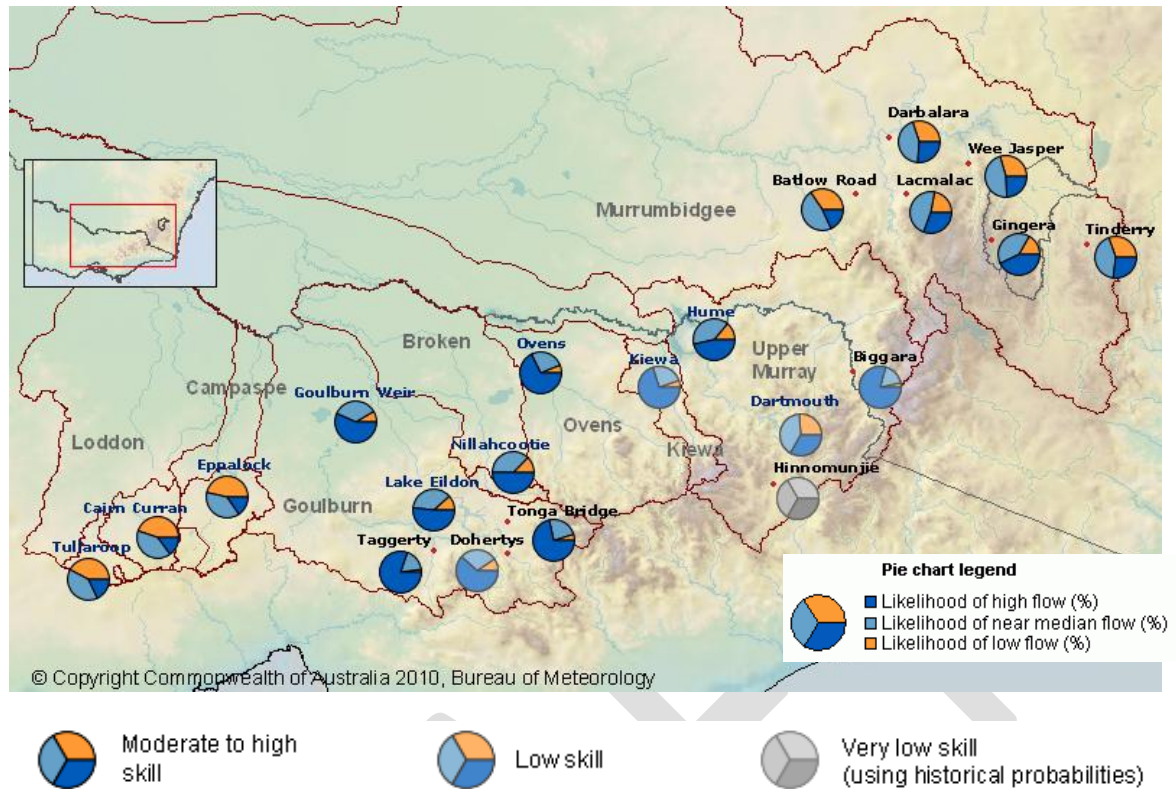 Darbalara
Wee Jasper
Batlow Road
Lacmalac
Murrumbidgee
Gingera
Tinderry
Hume
Broken
Ovens
Kiewa
Upper
Murray
Biggara
Campaspe
Goulburn Weir
Dartmouth
Loddon
Nillahcootie
Ovens
Kiewa
Eppalock
Hinnomunjie
Lake Eildon
Cairn Curran
Goulburn
Tonga Bridge
Taggerty
Dohertys
Tullaroop
Pie chart legend
Likelihood of high flow (%)
Likelihood of near median flow (%)
Likelihood of low flow (%)
© Copyright Commonwealth of Australia 2010, Bureau of Meteorology
Moderate to high
skill
Low skill
Very low skill
(using historical probabilities)